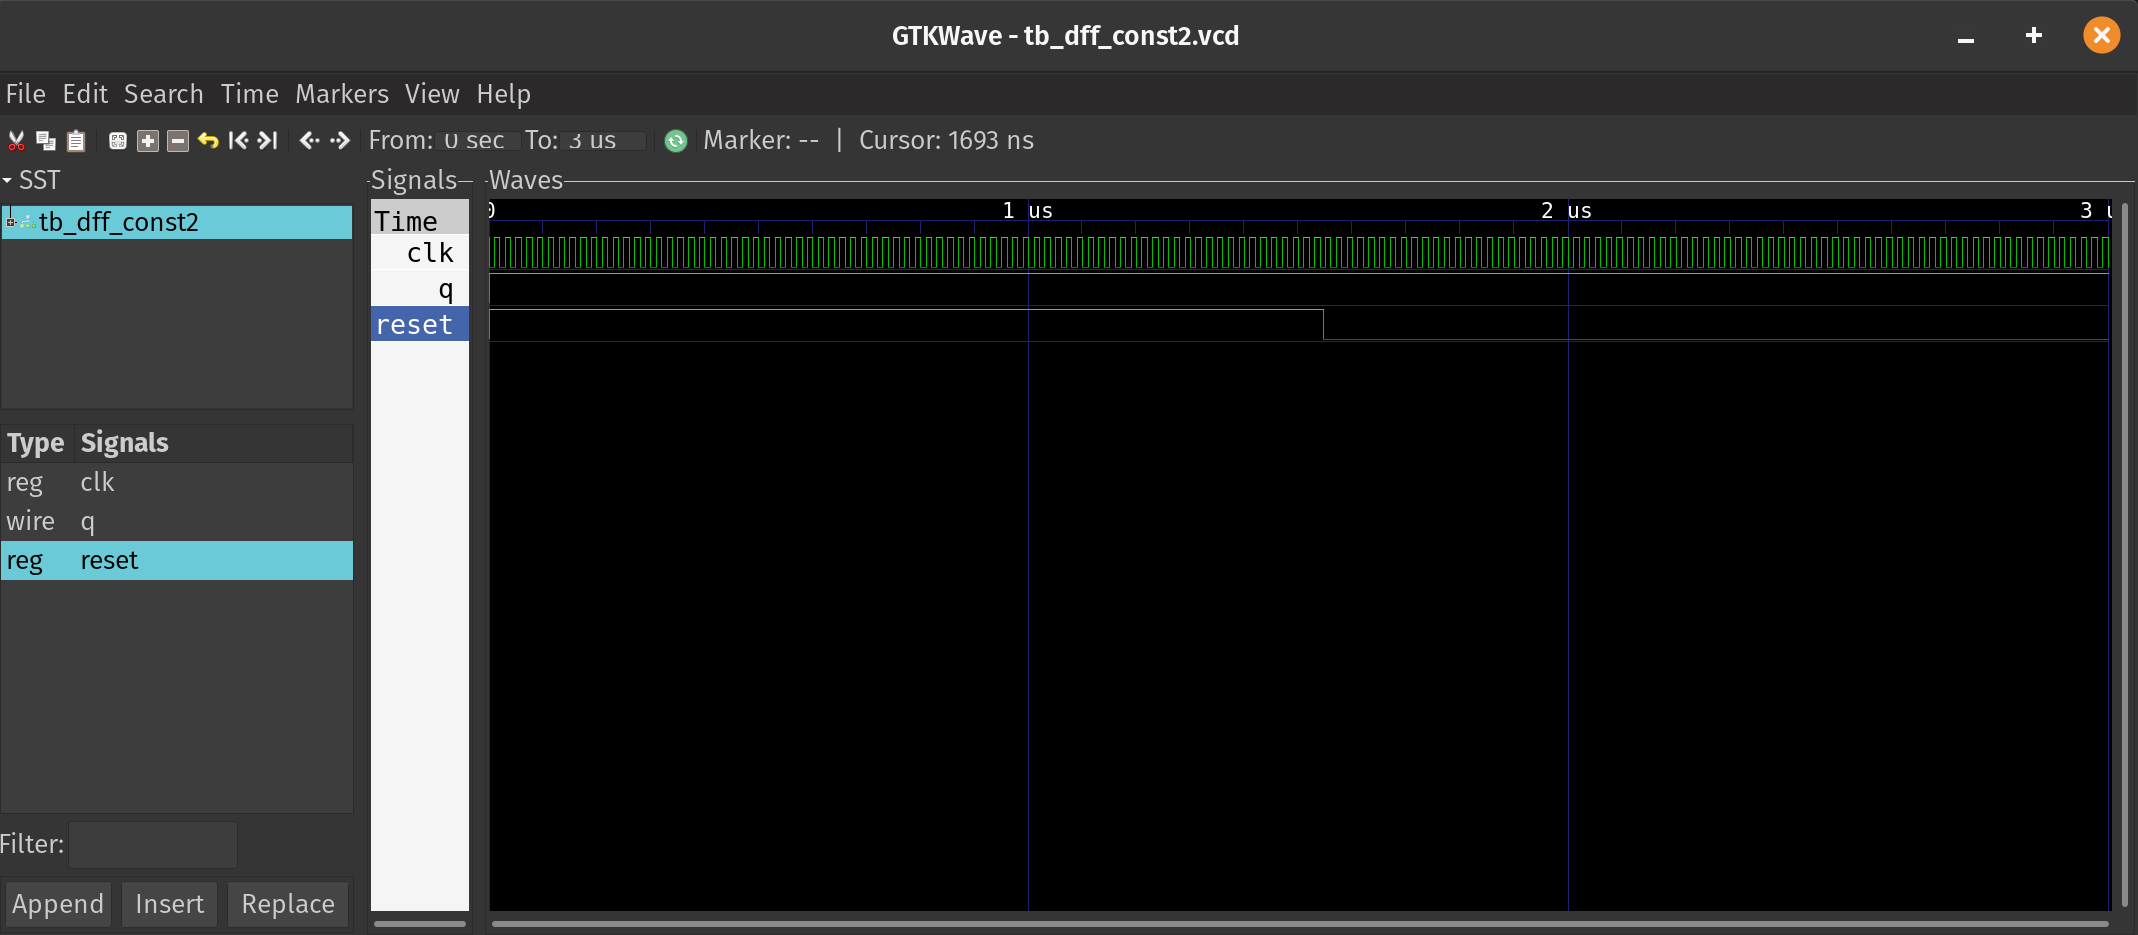 GTKWave - tb_dff_const2.vcd
File Edit Search Time Markers View Help
From: 0 sec To: 3 us Marker: -- | Cursor: 1693 ns
SST
tb_dff_const2
Type Signals
reg clk
wire q
reg reset
Filter:
Append Insert Replace
Signals
Time
clk
q
reset
Waves
0 1 us 2 us 3 u